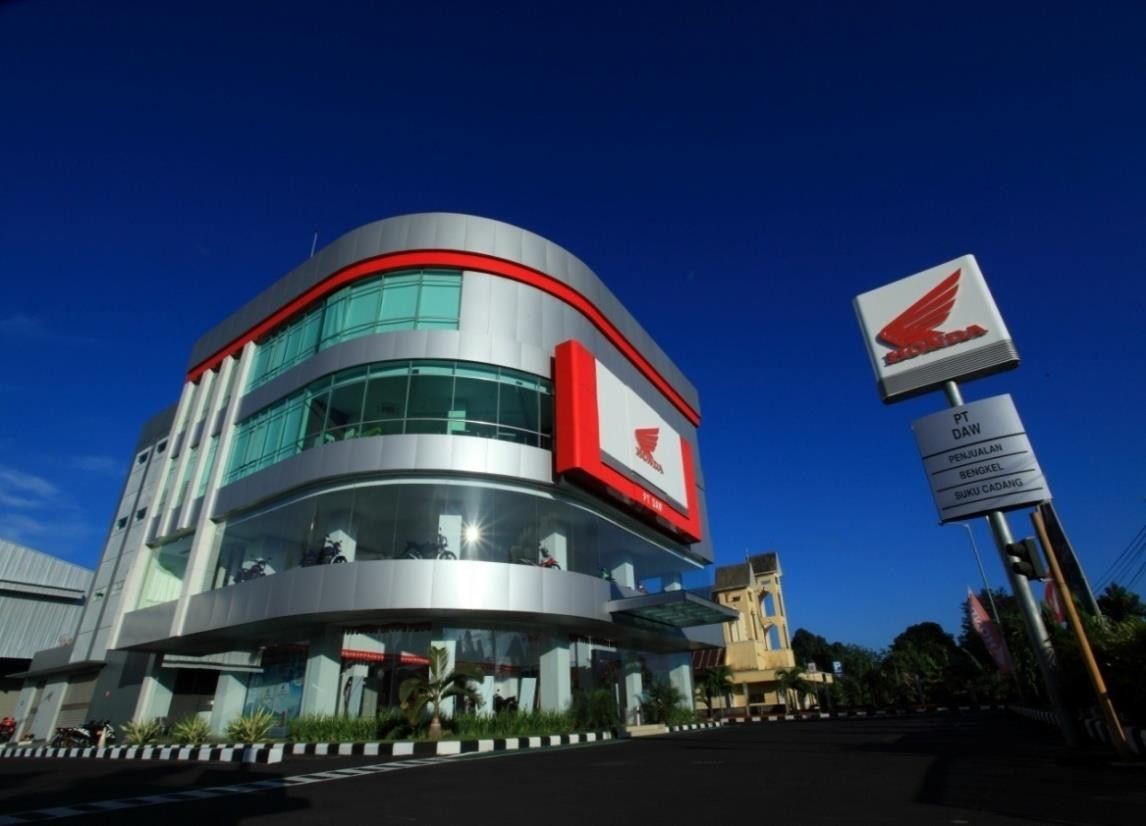 HONDA
PT DAW
HONDA
PT
DAW
PENJUALAN
BENGKEL
SUKU CADANG